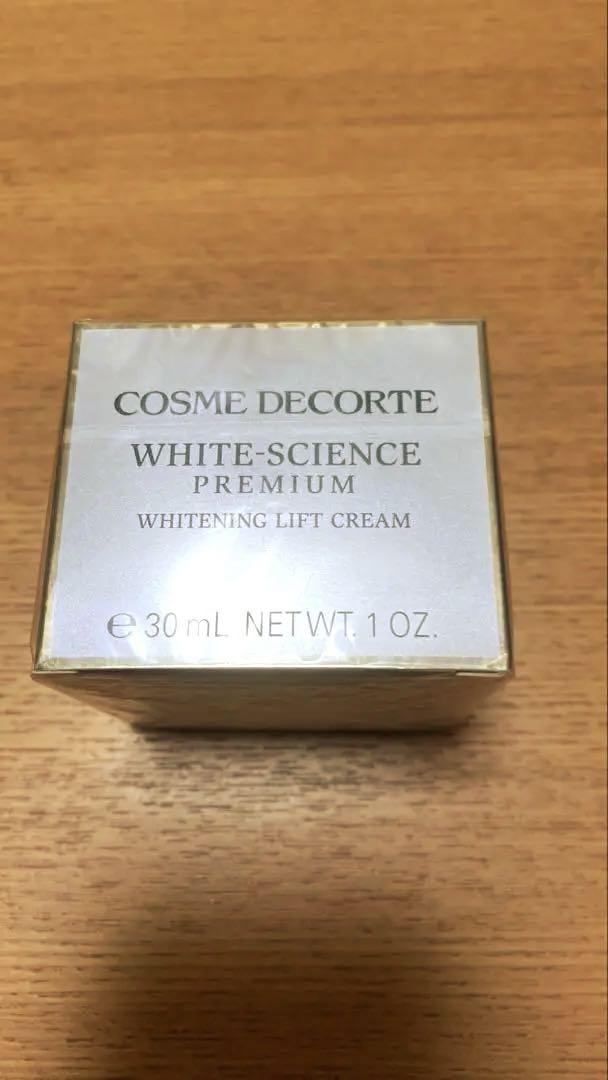 COSME DECORTE
WHITE-SCIENCE
PREMIUM
WHITENING LIFT CREAM
℮ 30 mL NET WT. 1 OZ.